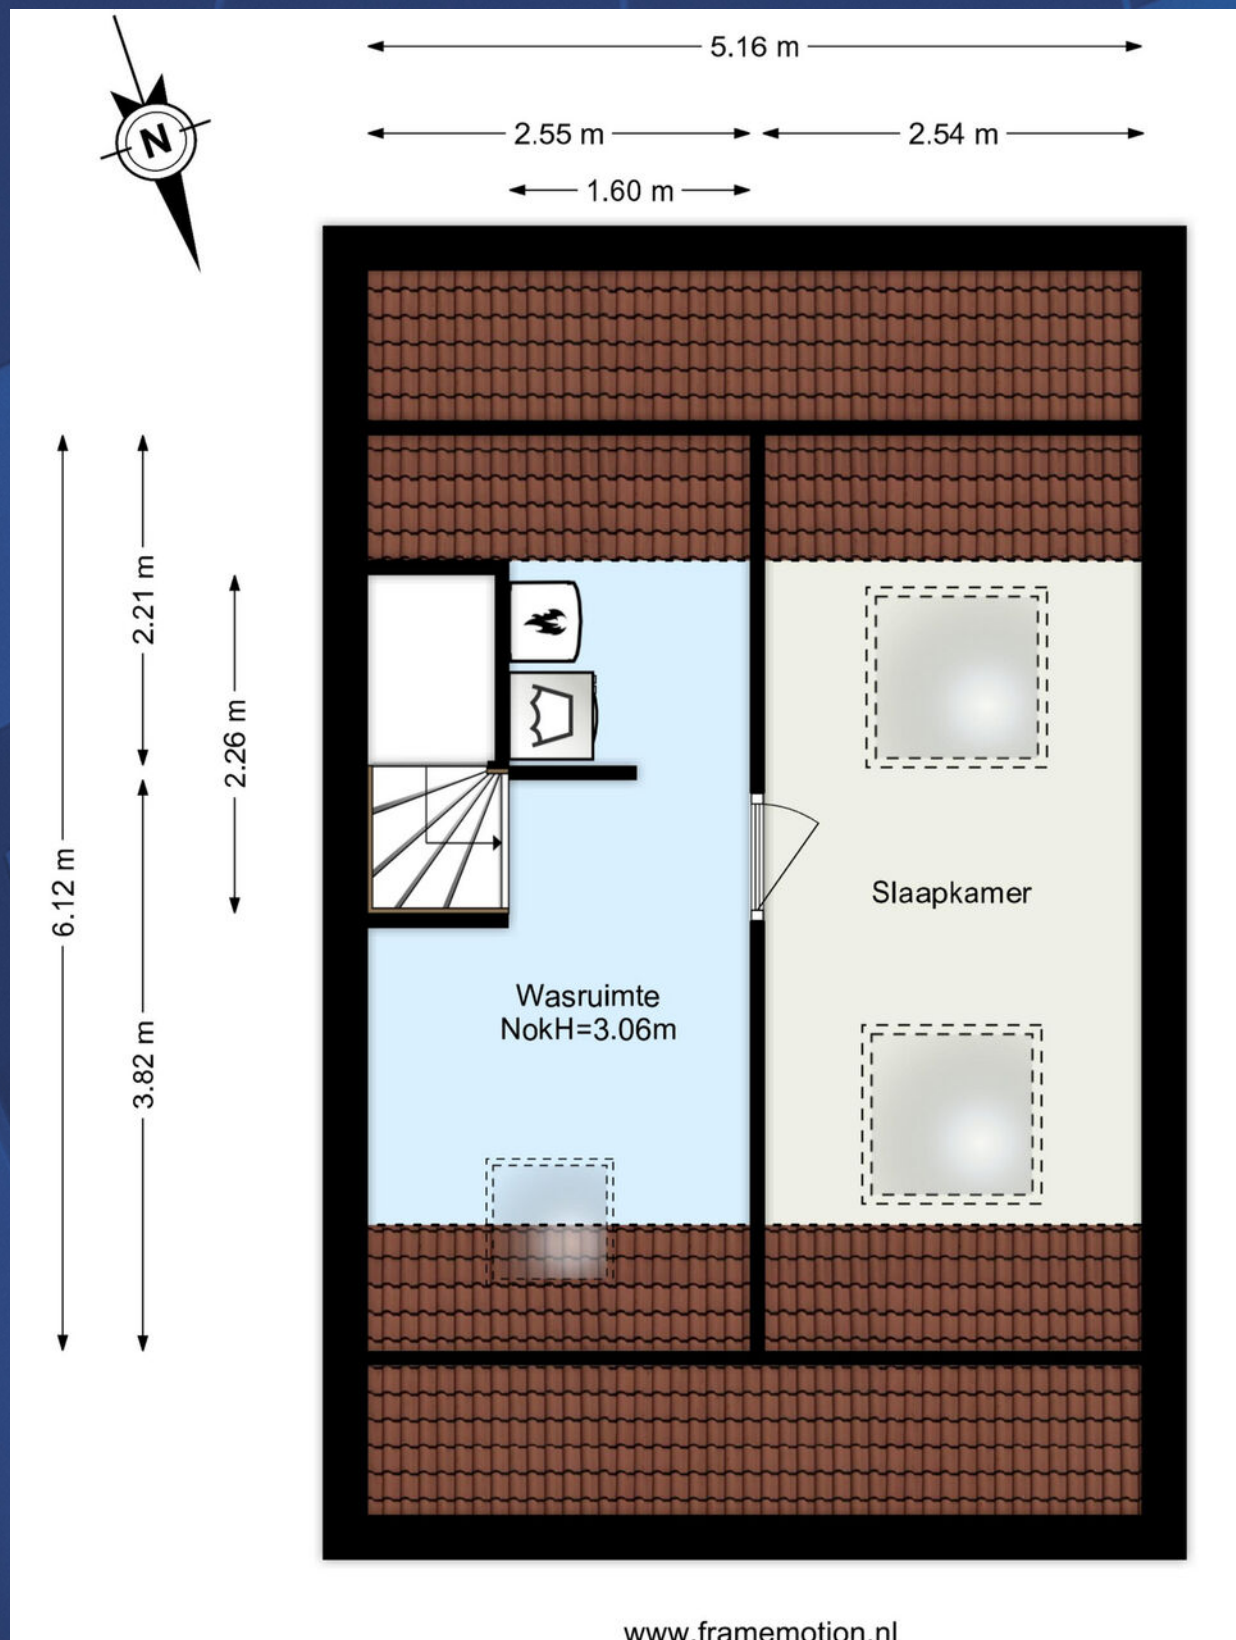 5.16 m
2.55 m
2.54 m
1.60 m
N
2.21 m
2.26 m
6.12 m
3.82 m
Slaapkamer
Wasruimte
NokH=3.06m
www.framemotion.nl